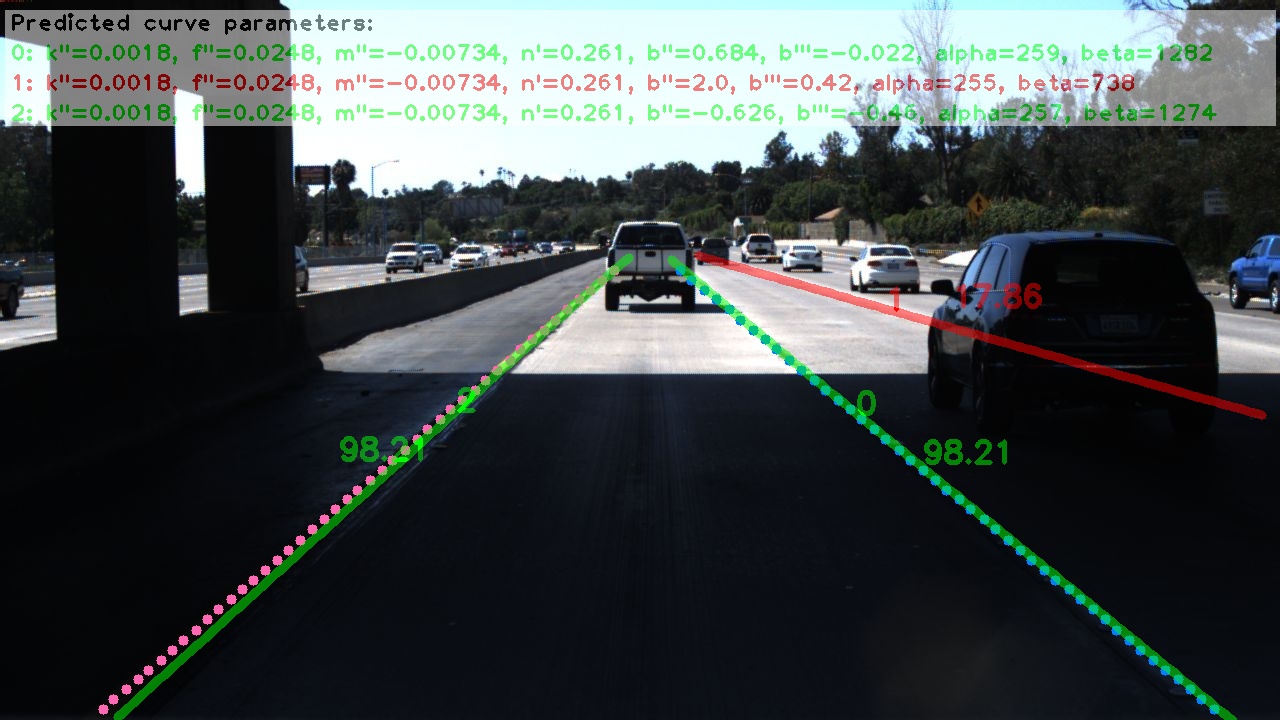 Predicted curve parameters:
0: k''=0.0018, f''=0.0248, m''=-0.00734, n'=0.261, b''=0.684, b'''=-0.022, alpha=259, beta=1282
1: k''=0.0018, f''=0.0248, m''=-0.00734, n'=0.261, b''=2.0, b'''=0.42, alpha=255, beta=738
2: k''=0.0018, f''=0.0248, m''=-0.00734, n'=0.261, b''=-0.626, b'''=-0.46, alpha=257, beta=1274
1 17.86
2 0
98.21 98.21